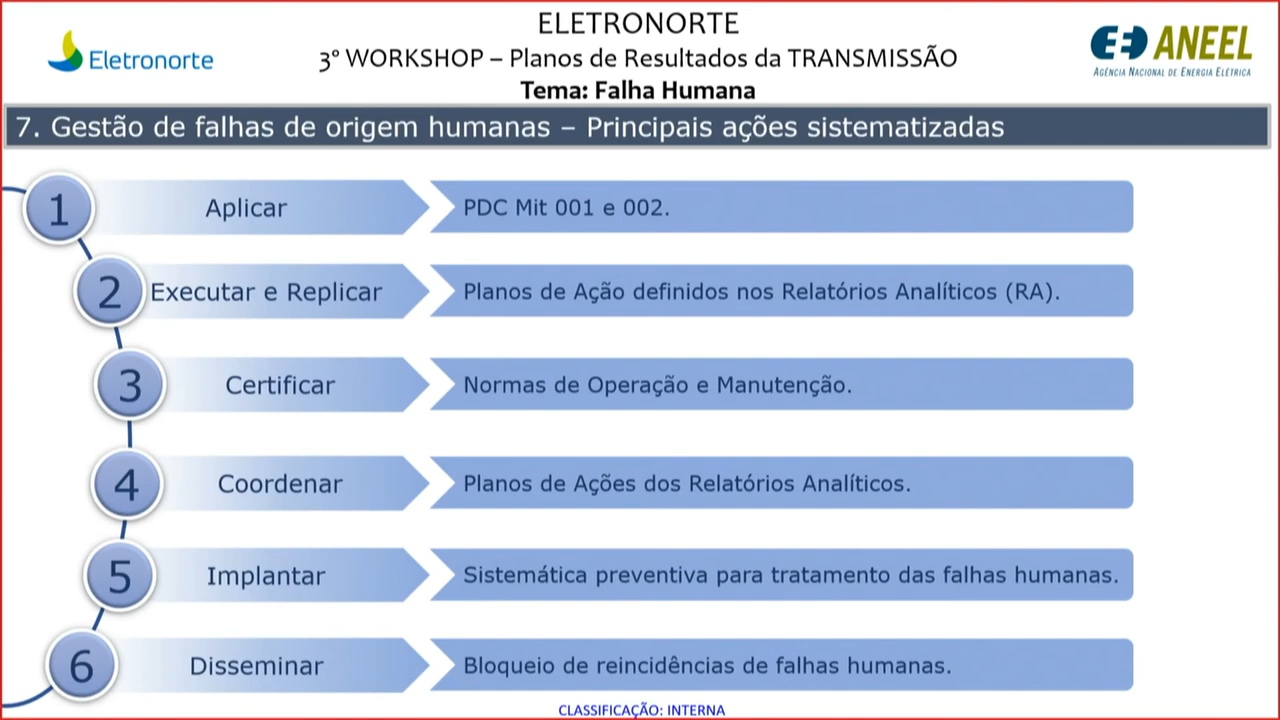 ELETRONORTE
3º WORKSHOP – Planos de Resultados da TRANSMISSÃO
Tema: Falha Humana
Eletronorte
ANEEL
AGÊNCIA NACIONAL DE ENERGIA ELÉTRICA
7. Gestão de falhas de origem humanas – Principais ações sistematizadas
1 Aplicar PDC Mit 001 e 002.
2 Executar e Replicar Planos de Ação definidos nos Relatórios Analíticos (RA).
3 Certificar Normas de Operação e Manutenção.
4 Coordenar Planos de Ações dos Relatórios Analíticos.
5 Implantar Sistemática preventiva para tratamento das falhas humanas.
6 Disseminar Bloqueio de reincidências de falhas humanas.
CLASSIFICAÇÃO: INTERNA